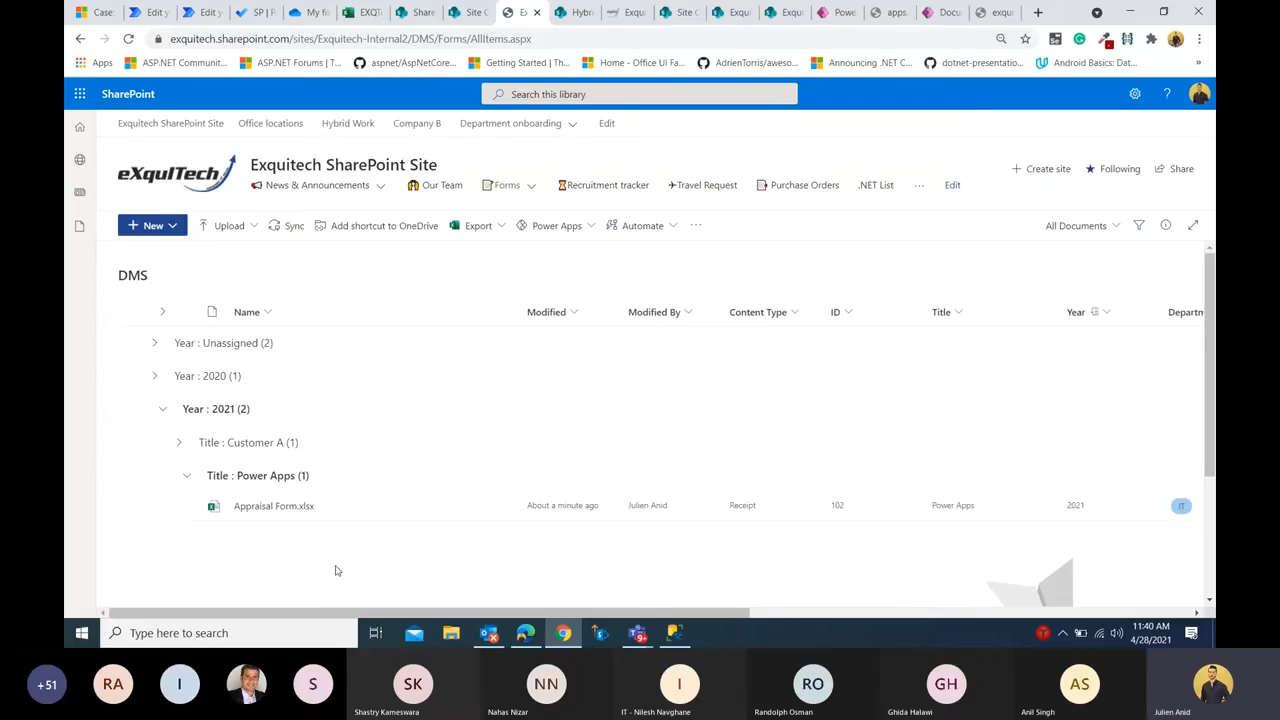 Case:
Edit y
Edit y
SP | P
My fil
EXQTe
Share
Site C
E
Hybri
Exqui
Site C
Exqui
Exqui
Powe
apps.
Docu
exqur
exquitech.sharepoint.com/sites/Exquitech-Internal2/DMS/Forms/AllItems.aspx
Apps
ASP.NET Communit...
ASP.NET Forums | T...
aspnet/AspNetCore...
Getting Started | Th...
Home - Office UI Fa...
AdrienTorris/aweso...
Announcing .NET C...
dotnet-presentatio...
Android Basics: Dat...
»
SharePoint
Search this library
?
Exquitech SharePoint Site
Office locations
Hybrid Work
Company B
Department onboarding
Edit
eXquITech
Exquitech SharePoint Site
Create site
Following
Share
News & Announcements
Our Team
Forms
Recruitment tracker
Travel Request
Purchase Orders
.NET List
...
Edit
+ New
Upload
Sync
Add shortcut to OneDrive
Export
Power Apps
Automate
...
All Documents
DMS
Name
Modified
Modified By
Content Type
ID
Title
Year
Departm
Year : Unassigned (2)
Year : 2020 (1)
Year : 2021 (2)
Title : Customer A (1)
Title : Power Apps (1)
Appraisal Form.xlsx
About a minute ago
Julien Anid
Receipt
102
Power Apps
2021
IT
Type here to search
9+
11:40 AM
4/28/2021
+51
RA
I
S
SK
NN
I
RO
GH
AS
Shastry Kameswara
Nahas Nizar
IT - Nilesh Navghane
Randolph Osman
Ghida Halawi
Anil Singh
Julien Anid